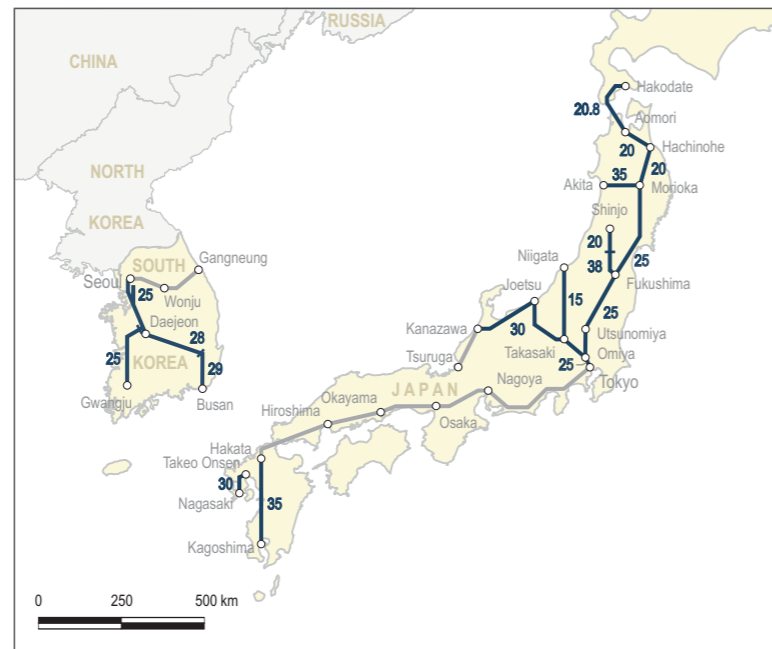 RUSSIA
CHINA
NORTH
KOREA
SOUTH
KOREA
JAPAN
Hakodate
20.8
Aomori
20
Hachinohe
20
35
Akita
Morioka
Shinjo
20
38
25
Fukushima
Niigata
Joetsu
15
25
30
Kanazawa
Utsunomiya
Takasaki
25
Omiya
Tokyo
Tsuruga
Nagoya
Okayama
Hiroshima
Osaka
Hakata
Takeo Onsen
30
Nagasaki
35
Kagoshima
Gangneung
Seoul
25
Wonju
Daejeon
28
25
29
Gwangju
Busan
0
250
500 km